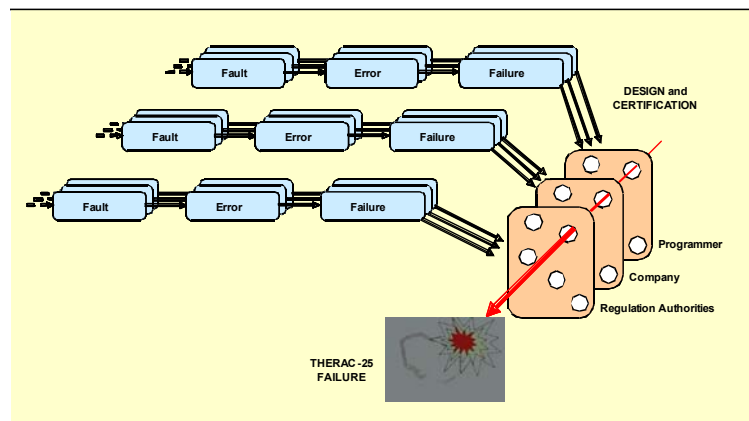 Fault Error Failure
DESIGN and
CERTIFICATION
Fault Error Failure
Fault Error Failure
Programmer
Company
Regulation Authorities
THERAC-25
FAILURE